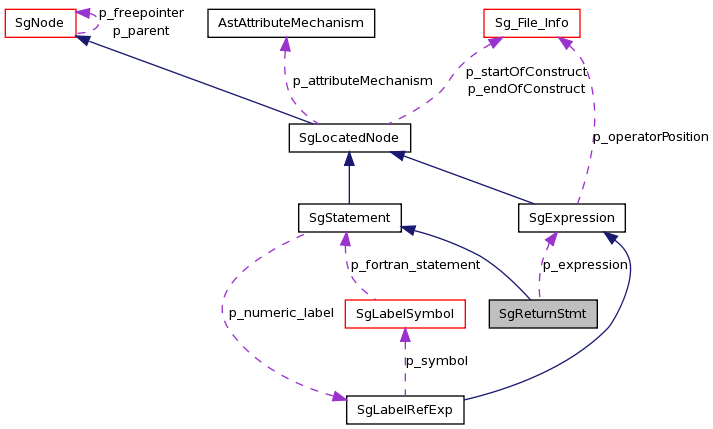 SgNode
p_freepointer
p_parent
AstAttributeMechanism
Sg_File_Info
p_attributeMechanism
p_startOfConstruct
p_endOfConstruct
SgLocatedNode
p_operatorPosition
SgStatement
SgExpression
p_fortran_statement
p_expression
p_numeric_label
SgLabelSymbol
SgReturnStmt
p_symbol
SgLabelRefExp